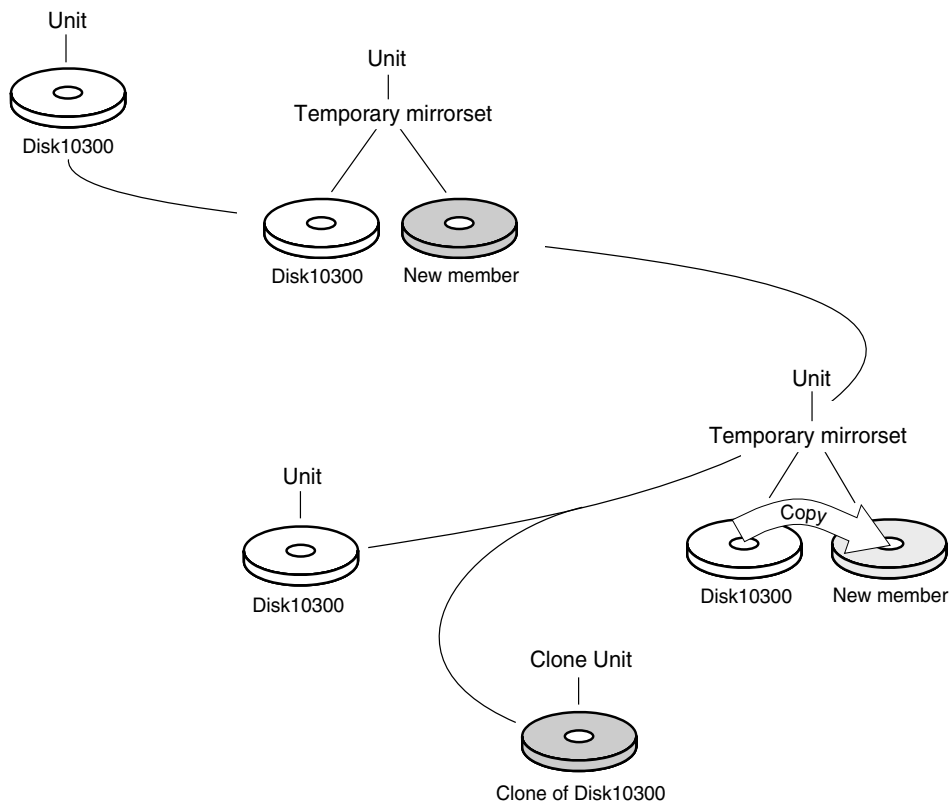 Unit
Disk10300
Unit
Temporary mirrorset
Disk10300
New member
Unit
Temporary mirrorset
Copy
Disk10300
New member
Unit
Disk10300
Clone Unit
Clone of Disk10300